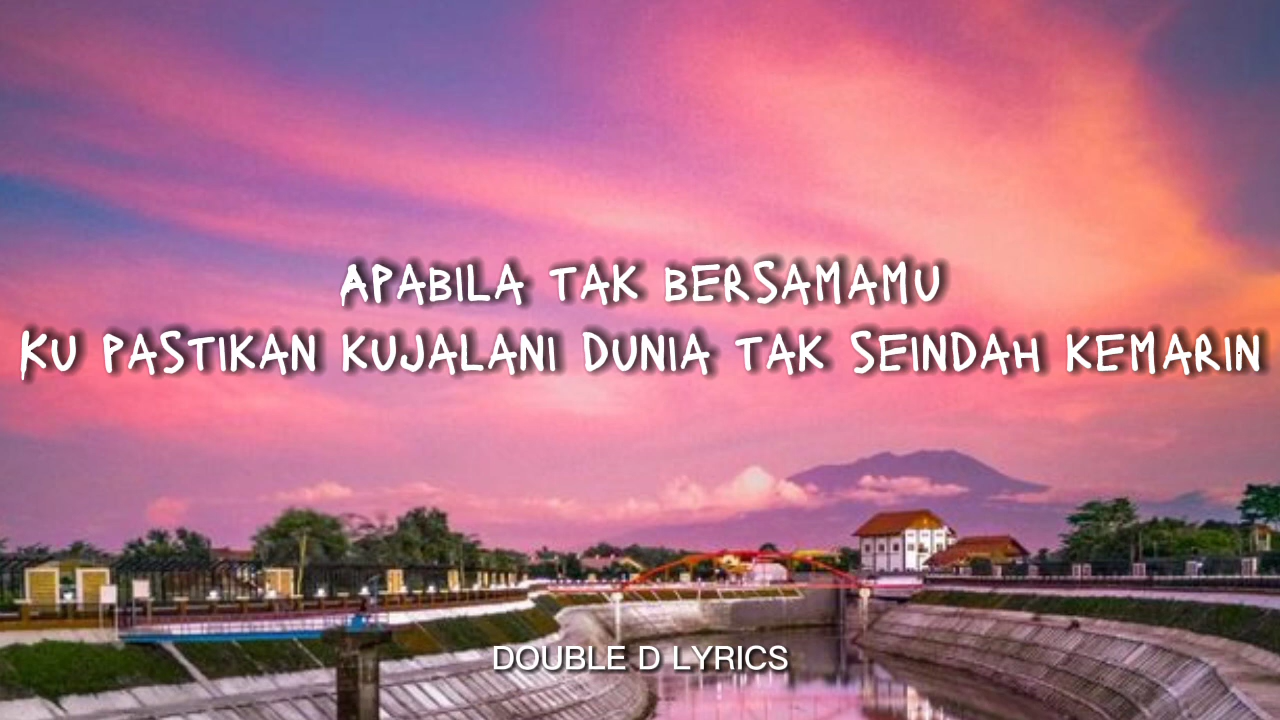 APABILA TAK BERSAMAMU
KU PASTIKAN KUJALANI DUNIA TAK SEINDAH KEMARIN
DOUBLE D LYRICS